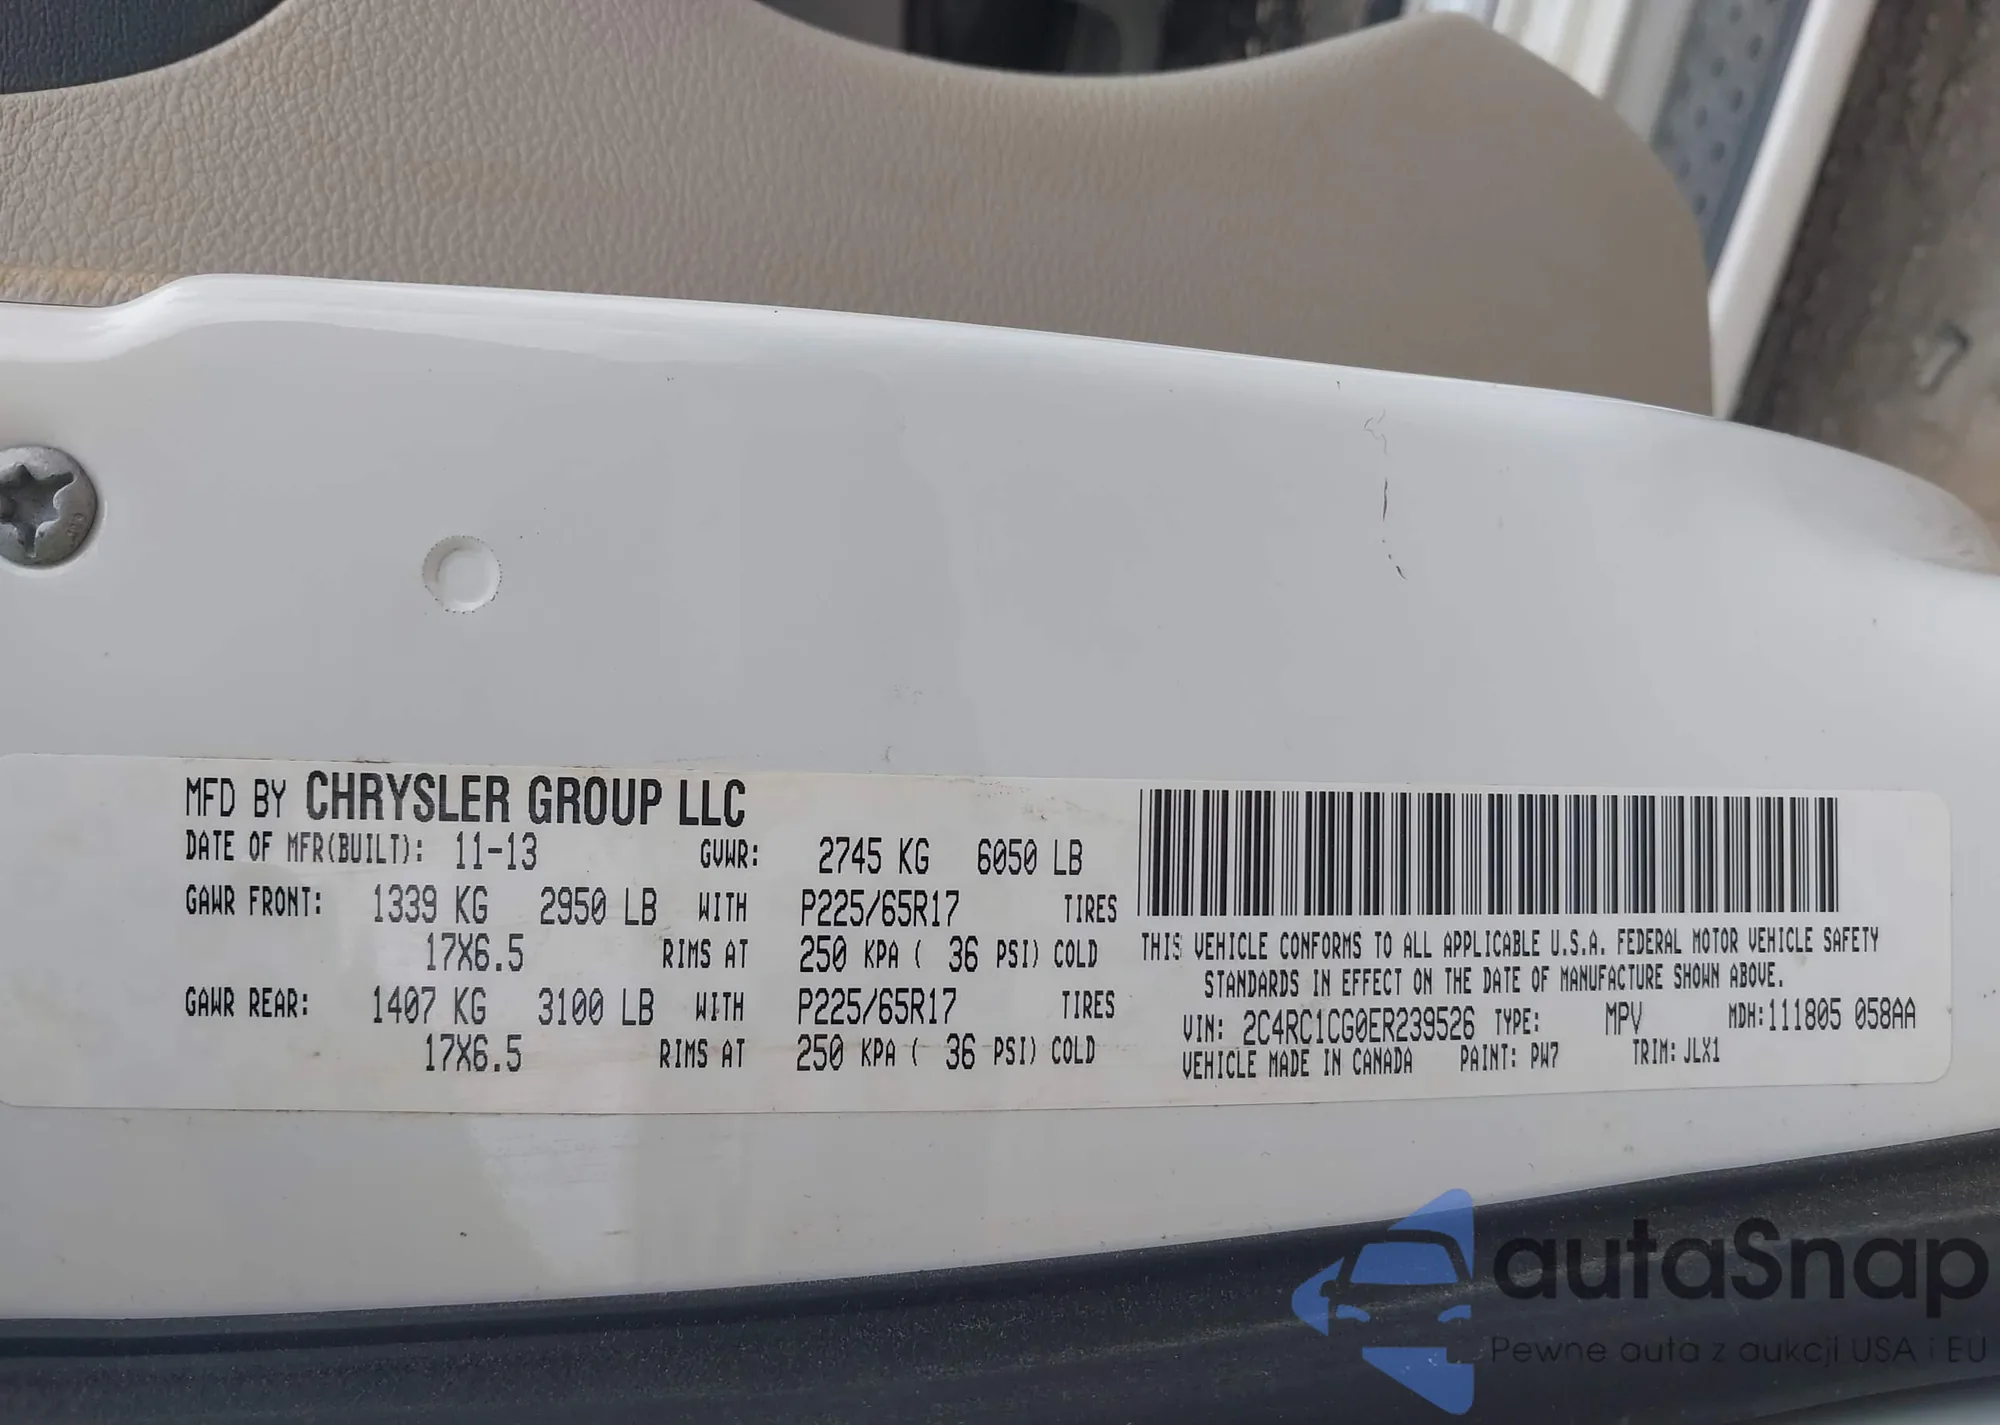 MFD BY CHRYSLER GROUP LLC
DATE OF MFR(BUILT): 11-13 GVWR: 2745 KG 6050 LB
GAWR FRONT: 1339 KG 2950 LB WITH P225/65R17 TIRES
17X6.5 RIMS AT 250 KPA ( 36 PSI) COLD
GAWR REAR: 1407 KG 3100 LB WITH P225/65R17 TIRES
17X6.5 RIMS AT 250 KPA ( 36 PSI) COLD
THIS VEHICLE CONFORMS TO ALL APPLICABLE U.S.A. FEDERAL MOTOR VEHICLE SAFETY
STANDARDS IN EFFECT ON THE DATE OF MANUFACTURE SHOWN ABOVE.
VIN: 2C4RC1CG0ER239526 TYPE: MPV MDH:111805 058AA
VEHICLE MADE IN CANADA PAINT: PW7 TRIM: JLX1
autaSnap
Pewne auta z aukcji USA i EU